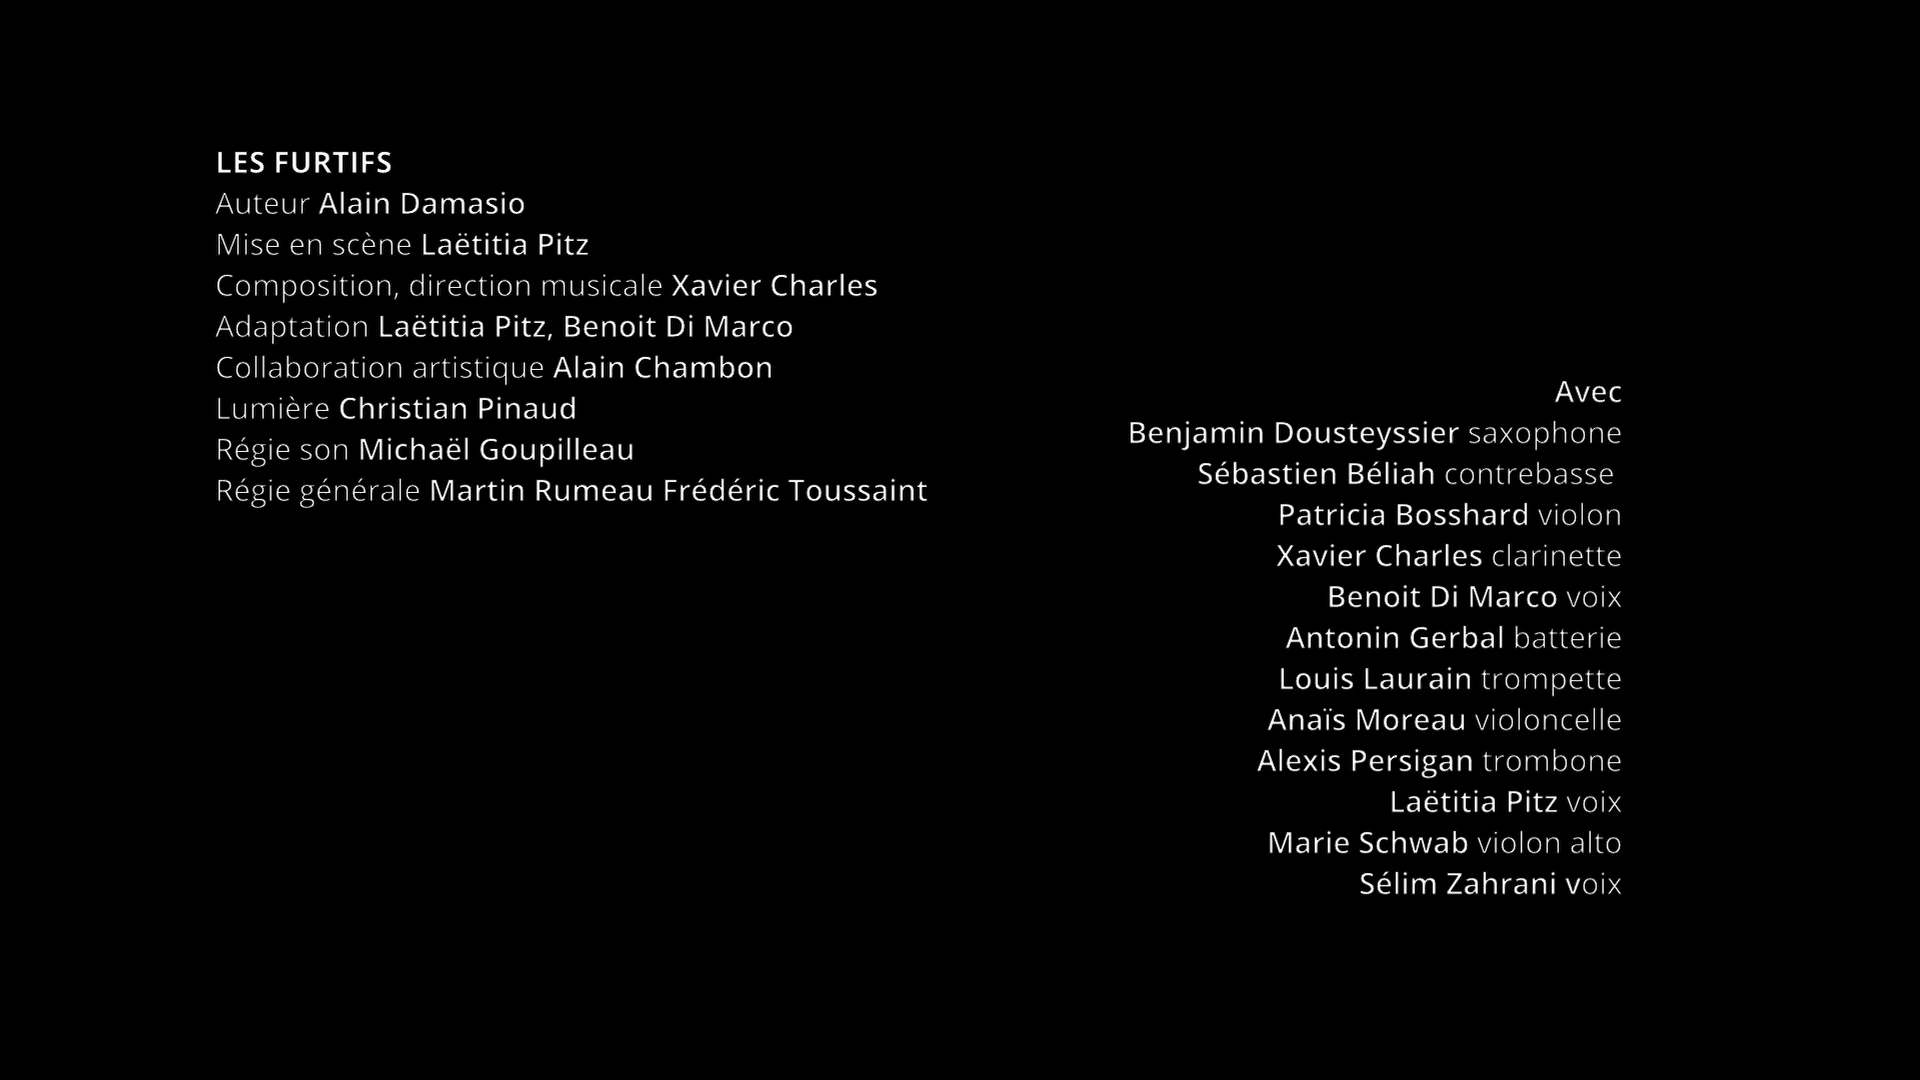 LES FURTIFS
Auteur Alain Damasio
Mise en scène Laëtitia Pitz
Composition, direction musicale Xavier Charles
Adaptation Laëtitia Pitz, Benoit Di Marco
Collaboration artistique Alain Chambon
Lumière Christian Pinaud
Régie son Michaël Goupilleau
Régie générale Martin Rumeau Frédéric Toussaint
Avec
Benjamin Dousteyssier saxophone
Sébastien Béliah contrebasse
Patricia Bosshard violon
Xavier Charles clarinette
Benoit Di Marco voix
Antonin Gerbal batterie
Louis Laurain trompette
Anaïs Moreau violoncelle
Alexis Persigan trombone
Laëtitia Pitz voix
Marie Schwab violon alto
Sélim Zahrani voix